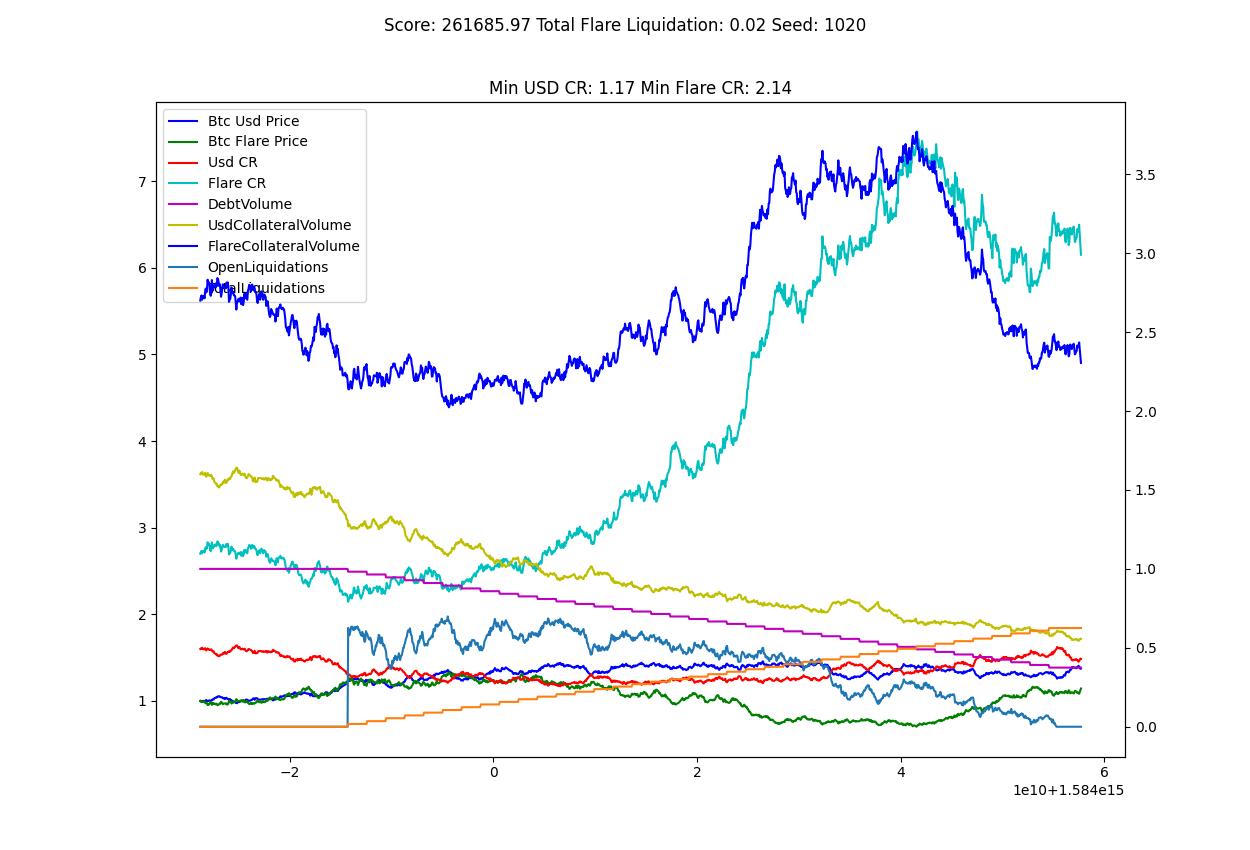 Score: 261685.97 Total Flare Liquidation: 0.02 Seed: 1020
Min USD CR: 1.17 Min Flare CR: 2.14
Btc Usd Price
Btc Flare Price
Usd CR
Flare CR
DebtVolume
UsdCollateralVolume
FlareCollateralVolume
OpenLiquidations
TotalLiquidations
7
6
5
4
3
2
1
3.5
3.0
2.5
2.0
1.5
1.0
0.5
0.0
−2 0 2 4 6
1e10+1.584e15